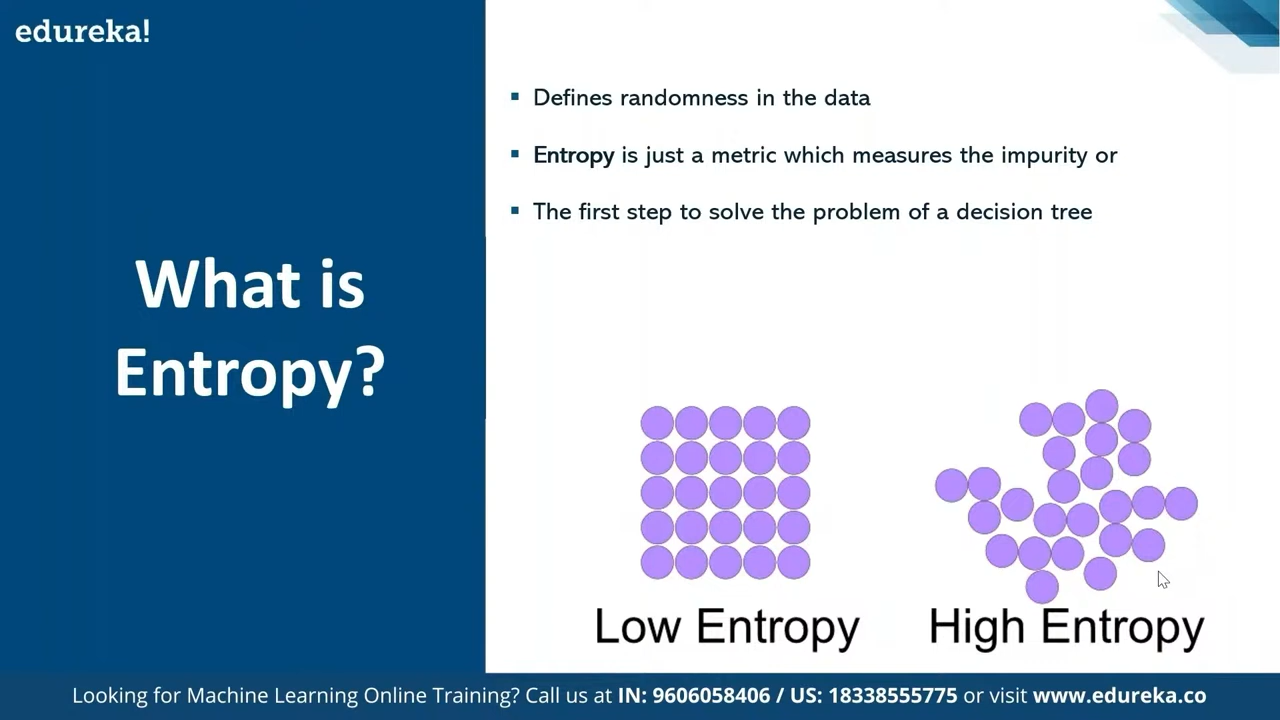 edureka!
Defines randomness in the data
Entropy is just a metric which measures the impurity or
The first step to solve the problem of a decision tree
What is
Entropy?
Low Entropy
High Entropy
Looking for Machine Learning Online Training? Call us at IN: 9606058406 / US: 18338555775 or visit www.edureka.co